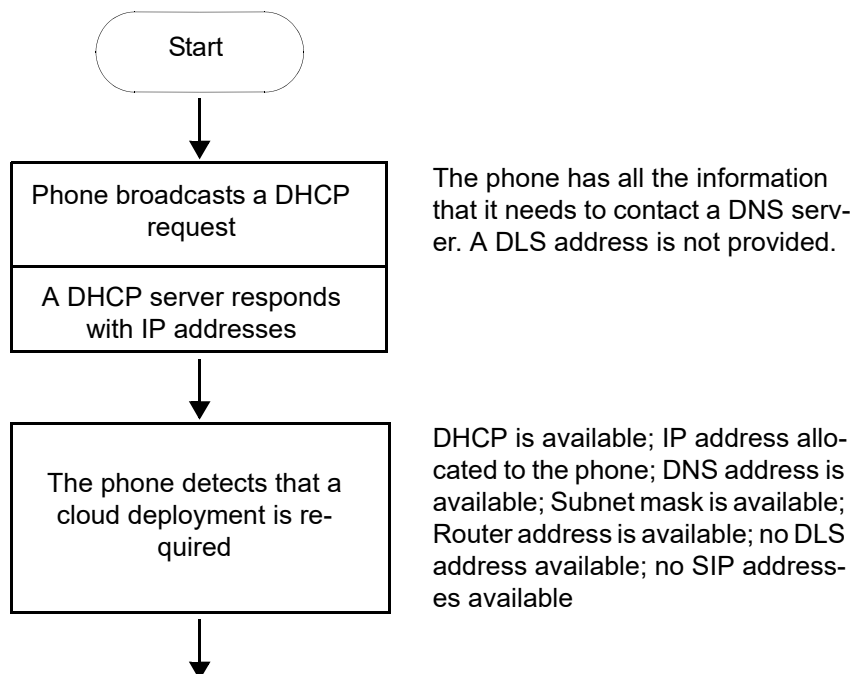 Start
Phone broadcasts a DHCP
request
The phone has all the information
that it needs to contact a DNS serv-
er. A DLS address is not provided.
A DHCP server responds
with IP addresses
The phone detects that a
cloud deployment is re-
quired
DHCP is available; IP address allo-
cated to the phone; DNS address is
available; Subnet mask is available;
Router address is available; no DLS
address available; no SIP address-
es available